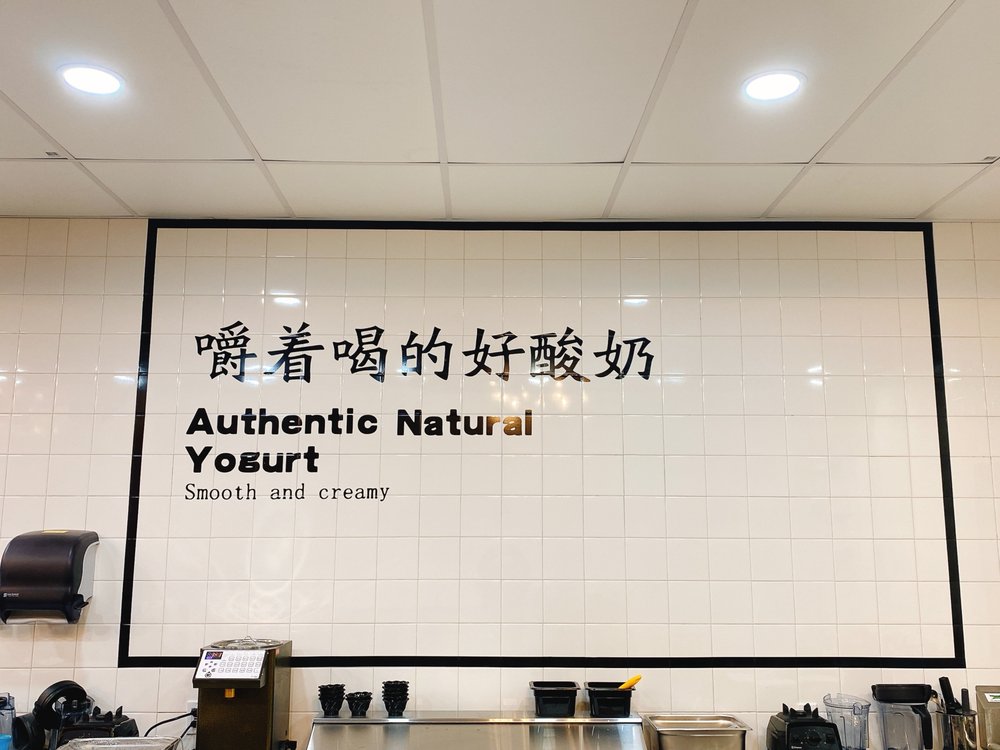 嚼着喝的好酸奶
Authentic Natural
Yogurt
Smooth and creamy